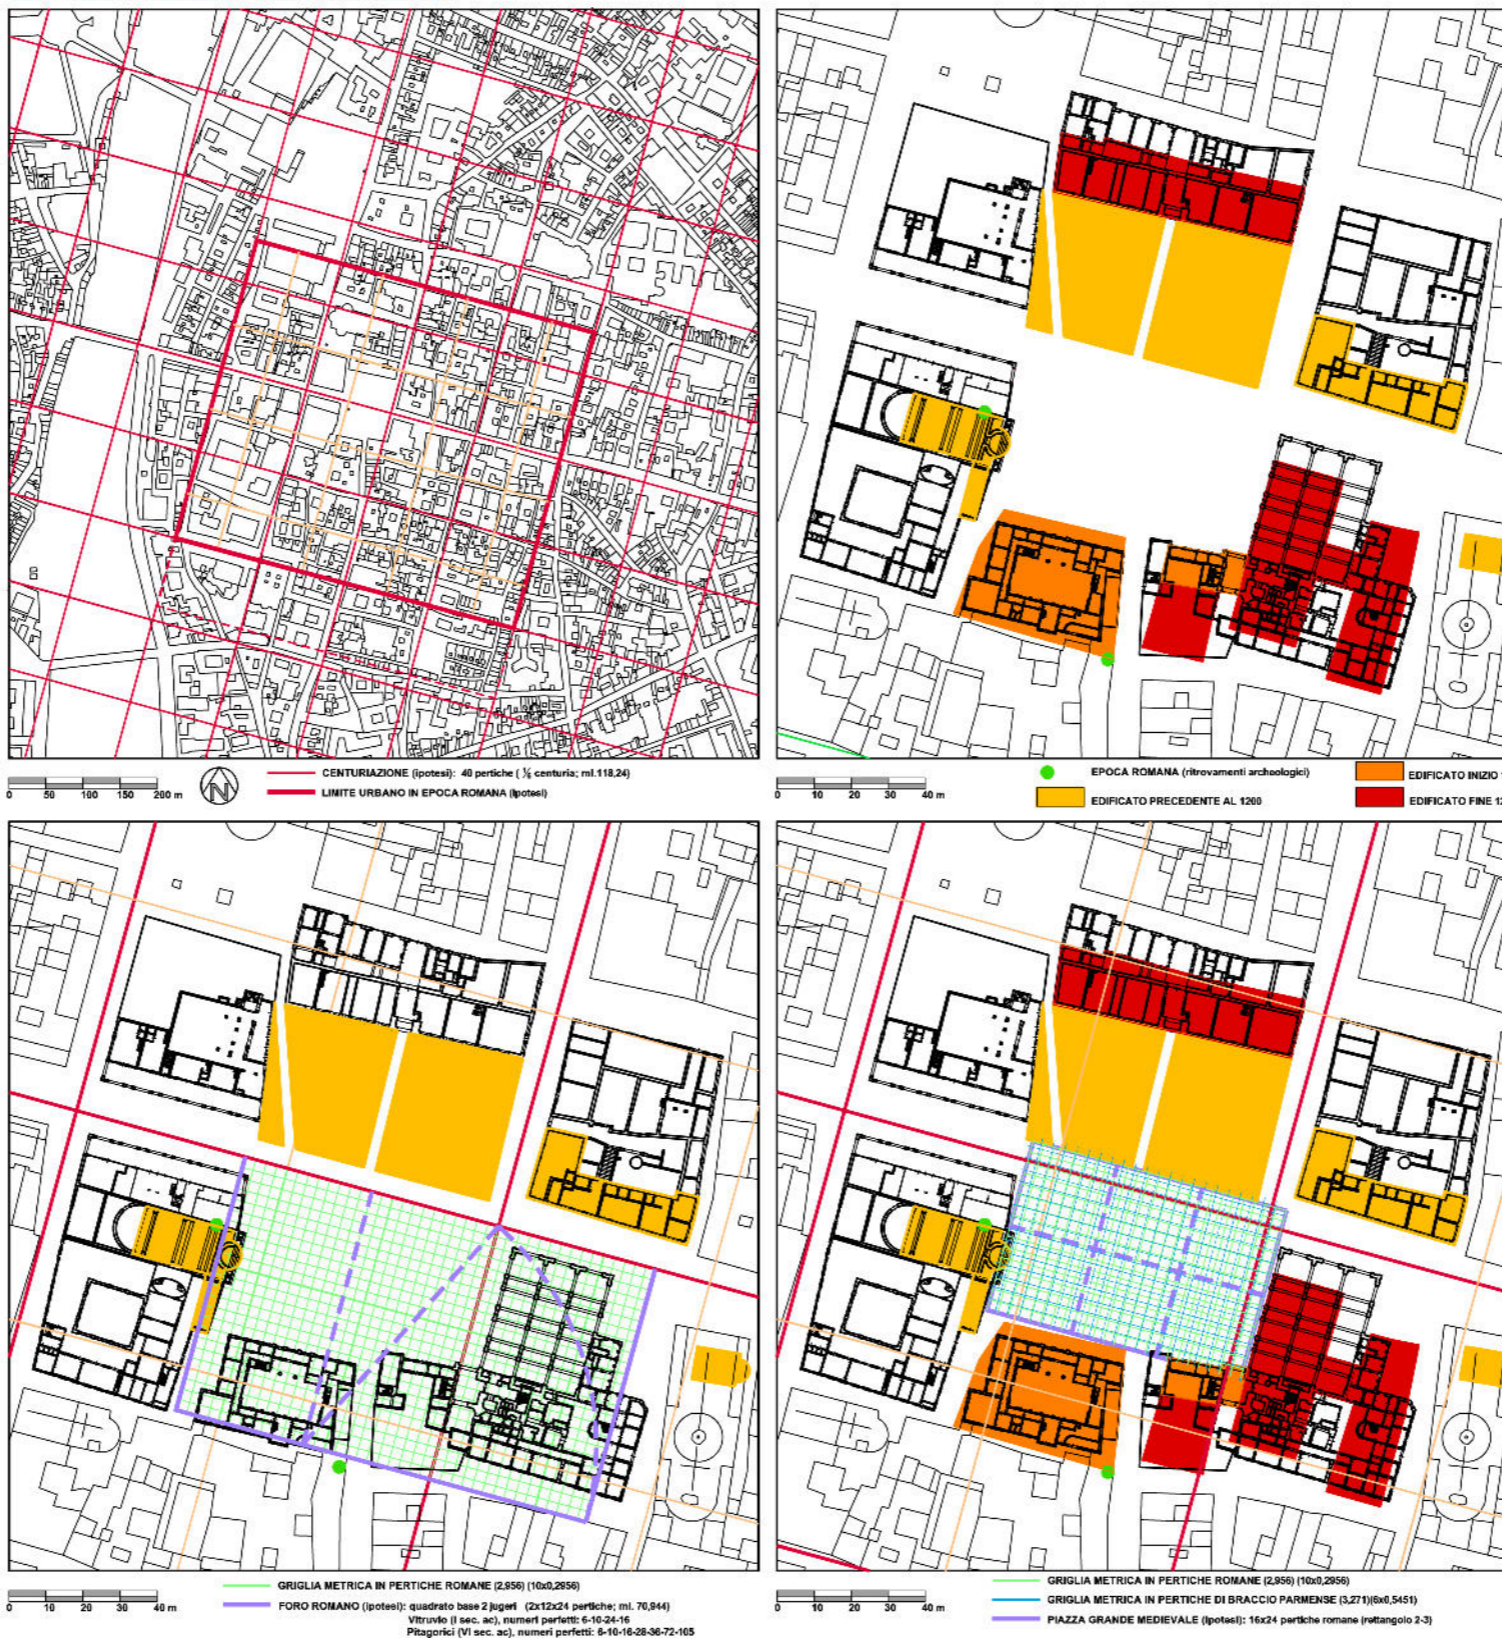 0 50 100 150 200 m
CENTURIAZIONE (ipotesi): 40 pertiche ( ⅙ centuria; ml.118,24)
LIMITE URBANO IN EPOCA ROMANA (ipotesi)
0 10 20 30 40 m
EPOCA ROMANA (ritrovamenti archeologici)
EDIFICATO PRECEDENTE AL 1200
EDIFICATO INIZIO 1
EDIFICATO FINE 12
0 10 20 30 40 m
GRIGLIA METRICA IN PERTICHE ROMANE (2,956) (10x0,2956)
FORO ROMANO (ipotesi): quadrato base 2 jugeri (2x12x24 pertiche; ml. 70,944)
Vitruvio (I sec. ac), numeri perfetti: 6-10-24-16
Pitagorici (VI sec. ac), numeri perfetti: 6-10-16-28-36-72-105
0 10 20 30 40 m
GRIGLIA METRICA IN PERTICHE ROMANE (2,956) (10x0,2956)
GRIGLIA METRICA IN PERTICHE DI BRACCIO PARMENSE (3,271)(6x0,5451)
PIAZZA GRANDE MEDIEVALE (ipotesi): 16x24 pertiche romane (rettangolo 2-3)